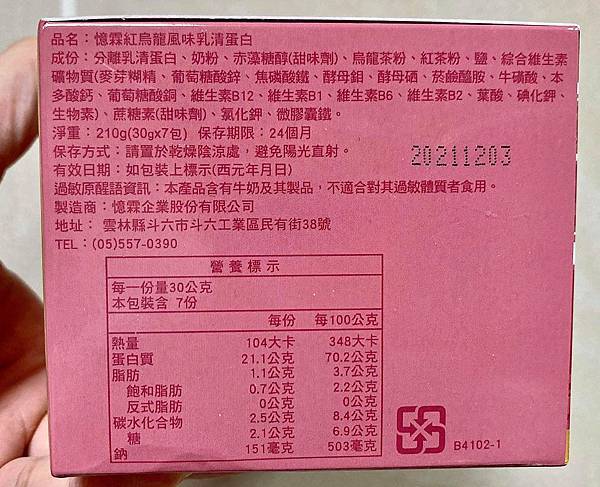 品名：憶霖紅烏龍風味乳清蛋白
成份：分離乳清蛋白、奶粉、赤藻糖醇(甜味劑)、烏龍茶粉、紅茶粉、鹽、綜合維生素
礦物質(麥芽糊精、葡萄糖酸鋅、焦磷酸鐵、酵母鉻、酵母硒、菸鹼醯胺、牛磺酸、本
多酸鈣、葡萄糖酸銅、維生素B12、維生素B1、維生素B6、維生素B2、葉酸、碘化鉀、
生物素)、蔗糖素(甜味劑)、氯化鉀、微膠囊鐵。
淨重：210g(30gx7包) 保存期限：24個月
保存方式：請置於乾燥陰涼處，避免陽光直射。
20211203
有效日期：如包裝上標示(西元年月日)
過敏原醒語資訊：本產品含有牛奶及其製品，不適合對其過敏體質者食用。
製造商：憶霖企業股份有限公司
地址： 雲林縣斗六市斗六工業區民有街38號
TEL：(05)557-0390
營養標示
每一份量30公克
本包裝含 7份
每份 每100公克
熱量 104大卡 348大卡
蛋白質 21.1公克 70.2公克
脂肪 1.1公克 3.7公克
飽和脂肪 0.7公克 2.2公克
反式脂肪 0公克 0公克
碳水化合物 2.5公克 8.4公克
糖 2.1公克 6.9公克
鈉 151毫克 503毫克
B4102-1